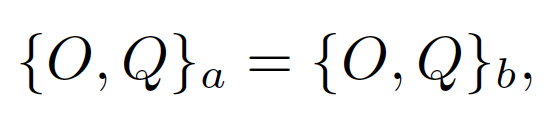 {O, Q}_a = {O, Q}_b,